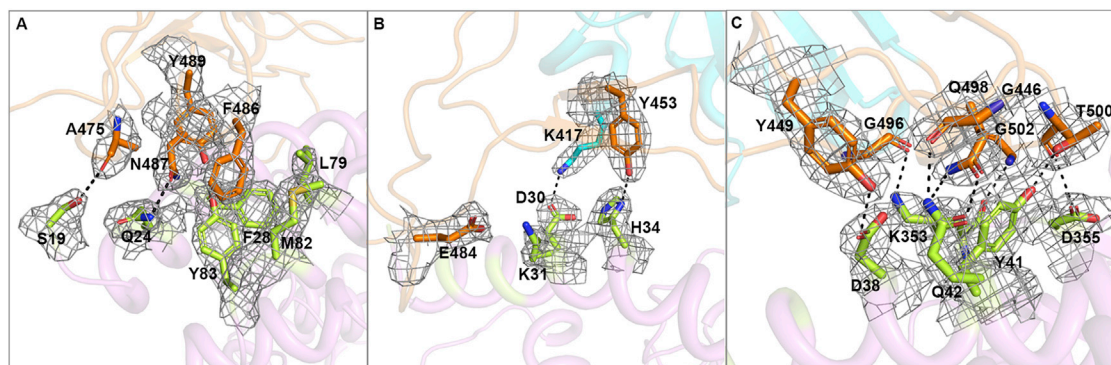 A
Y489
F486
A475
N487
L79
S19
Q24
F28
M82
Y83
B
Y453
K417
D30
H34
E484
K31
C
Q498
G446
T500
Y449
G496
G502
K353
D355
Y41
D38
Q42